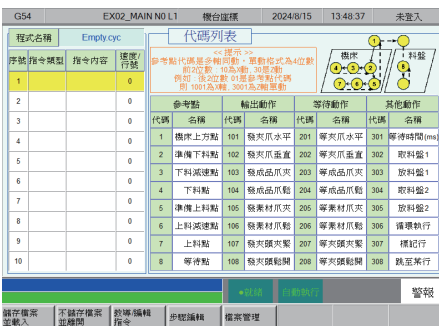 G54 EX02_MAIN N0 L1 機台座標 2024/8/15 13:48:37 未登入
程式名稱 Empty.cyc
代碼列表
<< 提示 >>
參考點代碼是多軸同動、單動格式為4位數
前2位數：10為X軸, 30是Z軸
例如：後2位數 01是參考點代碼
則 1001為X軸, 3001為Z軸單動
機床 料盤
1
4 3 2 8
7 6 5
序號 指令類型 指令內容 速度/行號
1 0
2 0
3 0
4 0
5 0
6 0
7 0
8 0
9 0
10 0
參考點 輸出動作 等待動作 其他動作
代碼 名稱 代碼 名稱 代碼 名稱 代碼 名稱
1 機床上方點 101 發夾爪水平 201 等夾爪水平 301 等待時間(ms)
2 準備下料點 102 發夾爪垂直 202 等夾爪垂直 302 取料盤1
3 下料減速點 103 發成品爪夾 203 等成品爪夾 303 放料盤1
4 下料點 104 發成品爪鬆 204 等成品爪鬆 304 取料盤2
5 準備上料點 105 發素材爪夾 205 等素材爪夾 305 放料盤2
6 上料減速點 106 發素材爪鬆 206 等素材爪鬆 306 循環執行
7 上料點 107 發夾頭夾緊 207 等夾頭夾緊 307 標記行
8 等待點 108 發夾頭鬆開 208 等夾頭鬆開 308 跳至某行
●就緒 自動執行 警報
儲存檔案並載入 不儲存檔案並離開 教導/編輯指令 步驟編輯 檔案管理